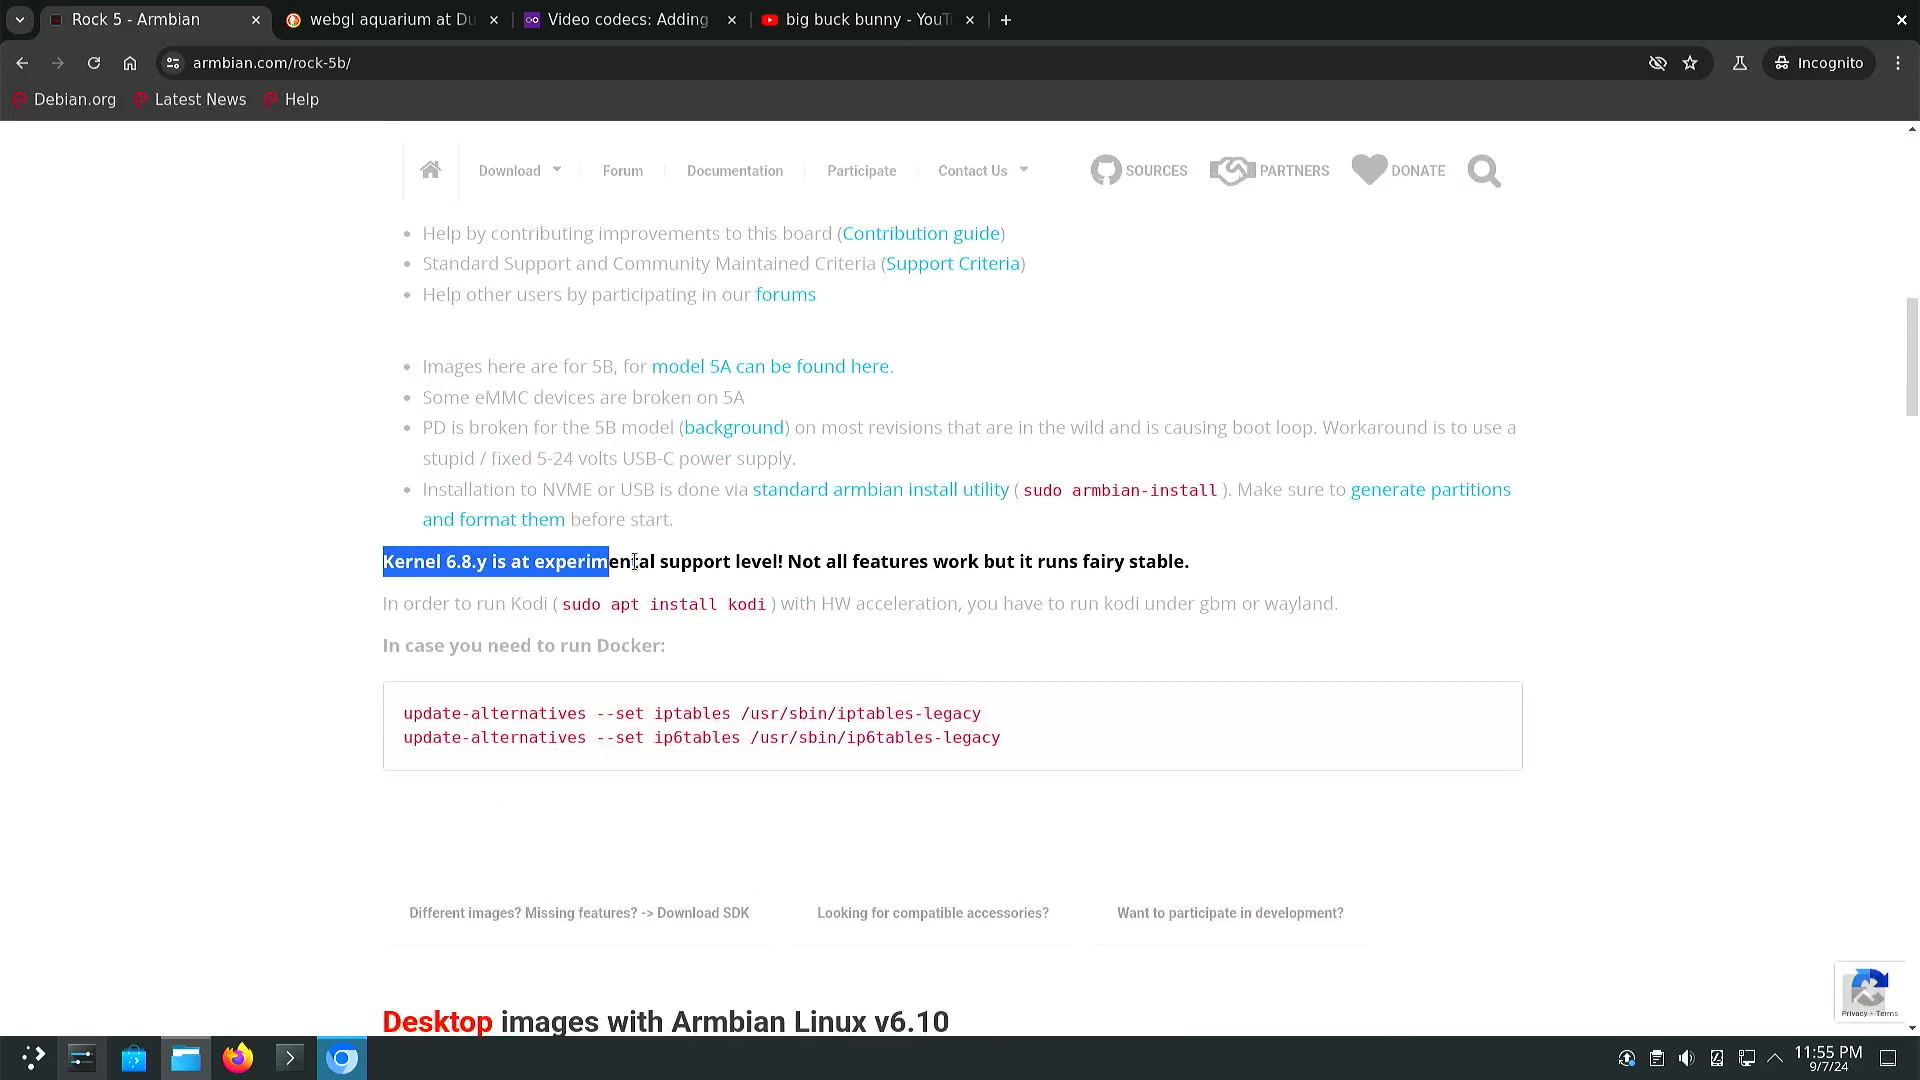 Rock 5 - Armbian
webgl aquarium at Du
Video codecs: Adding
big buck bunny - YouT
armbian.com/rock-5b/
Incognito
Debian.org
Latest News
Help
Download
Forum
Documentation
Participate
Contact Us
SOURCES
PARTNERS
DONATE
Help by contributing improvements to this board (Contribution guide)
Standard Support and Community Maintained Criteria (Support Criteria)
Help other users by participating in our forums
Images here are for 5B, for model 5A can be found here.
Some eMMC devices are broken on 5A
PD is broken for the 5B model (background) on most revisions that are in the wild and is causing boot loop. Workaround is to use a
stupid / fixed 5-24 volts USB-C power supply.
Installation to NVME or USB is done via standard armbian install utility ( sudo armbian-install ). Make sure to generate partitions
and format them before start.
Kernel 6.8.y is at experimental support level! Not all features work but it runs fairy stable.
In order to run Kodi ( sudo apt install kodi ) with HW acceleration, you have to run kodi under gbm or wayland.
In case you need to run Docker:
update-alternatives --set iptables /usr/sbin/iptables-legacy
update-alternatives --set ip6tables /usr/sbin/ip6tables-legacy
Different images? Missing features? -> Download SDK
Looking for compatible accessories?
Want to participate in development?
Privacy - Terms
Desktop images with Armbian Linux v6.10
11:55 PM
9/7/24